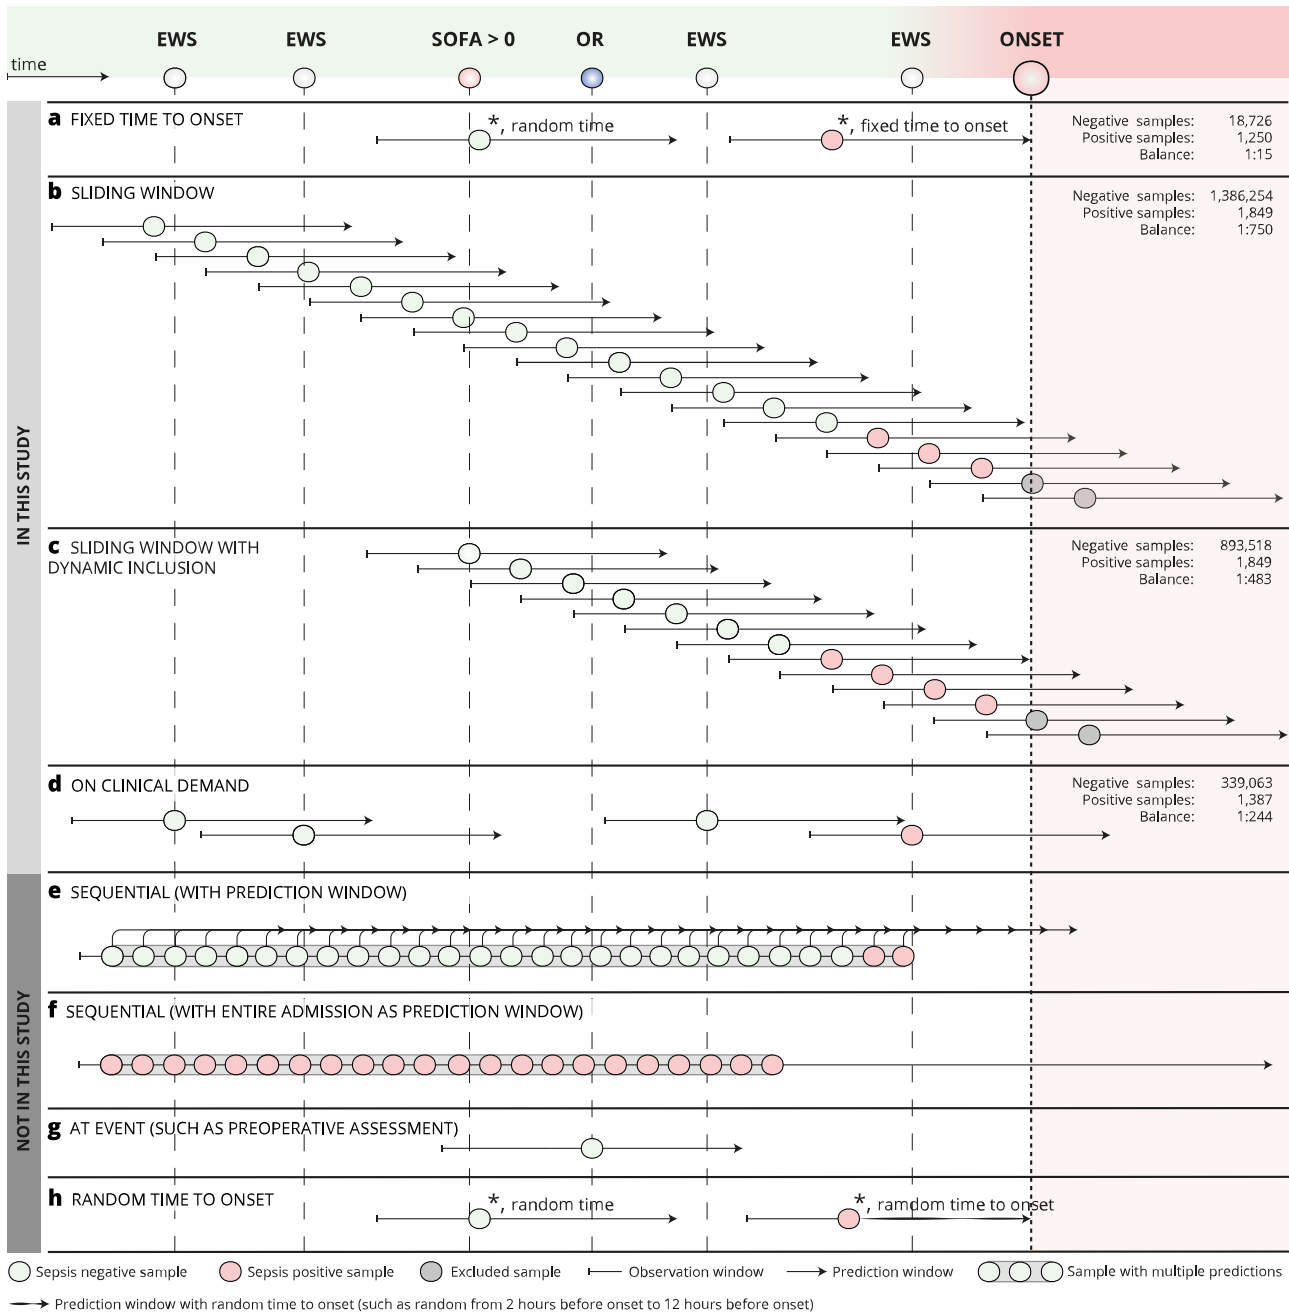 EWS EWS SOFA > 0 OR EWS EWS ONSET
time
a FIXED TIME TO ONSET
*, random time
*, fixed time to onset
Negative samples: 18,726
Positive samples: 1,250
Balance: 1:15
b SLIDING WINDOW
Negative samples: 1,386,254
Positive samples: 1,849
Balance: 1:750
IN THIS STUDY
c SLIDING WINDOW WITH
DYNAMIC INCLUSION
Negative samples: 893,518
Positive samples: 1,849
Balance: 1:483
d ON CLINICAL DEMAND
Negative samples: 339,063
Positive samples: 1,387
Balance: 1:244
e SEQUENTIAL (WITH PREDICTION WINDOW)
NOT IN THIS STUDY
f SEQUENTIAL (WITH ENTIRE ADMISSION AS PREDICTION WINDOW)
g AT EVENT (SUCH AS PREOPERATIVE ASSESSMENT)
h RANDOM TIME TO ONSET
*, random time
*, ramdom time to onset
Sepsis negative sample Sepsis positive sample Excluded sample Observation window Prediction window Sample with multiple predictions
Prediction window with random time to onset (such as random from 2 hours before onset to 12 hours before onset)